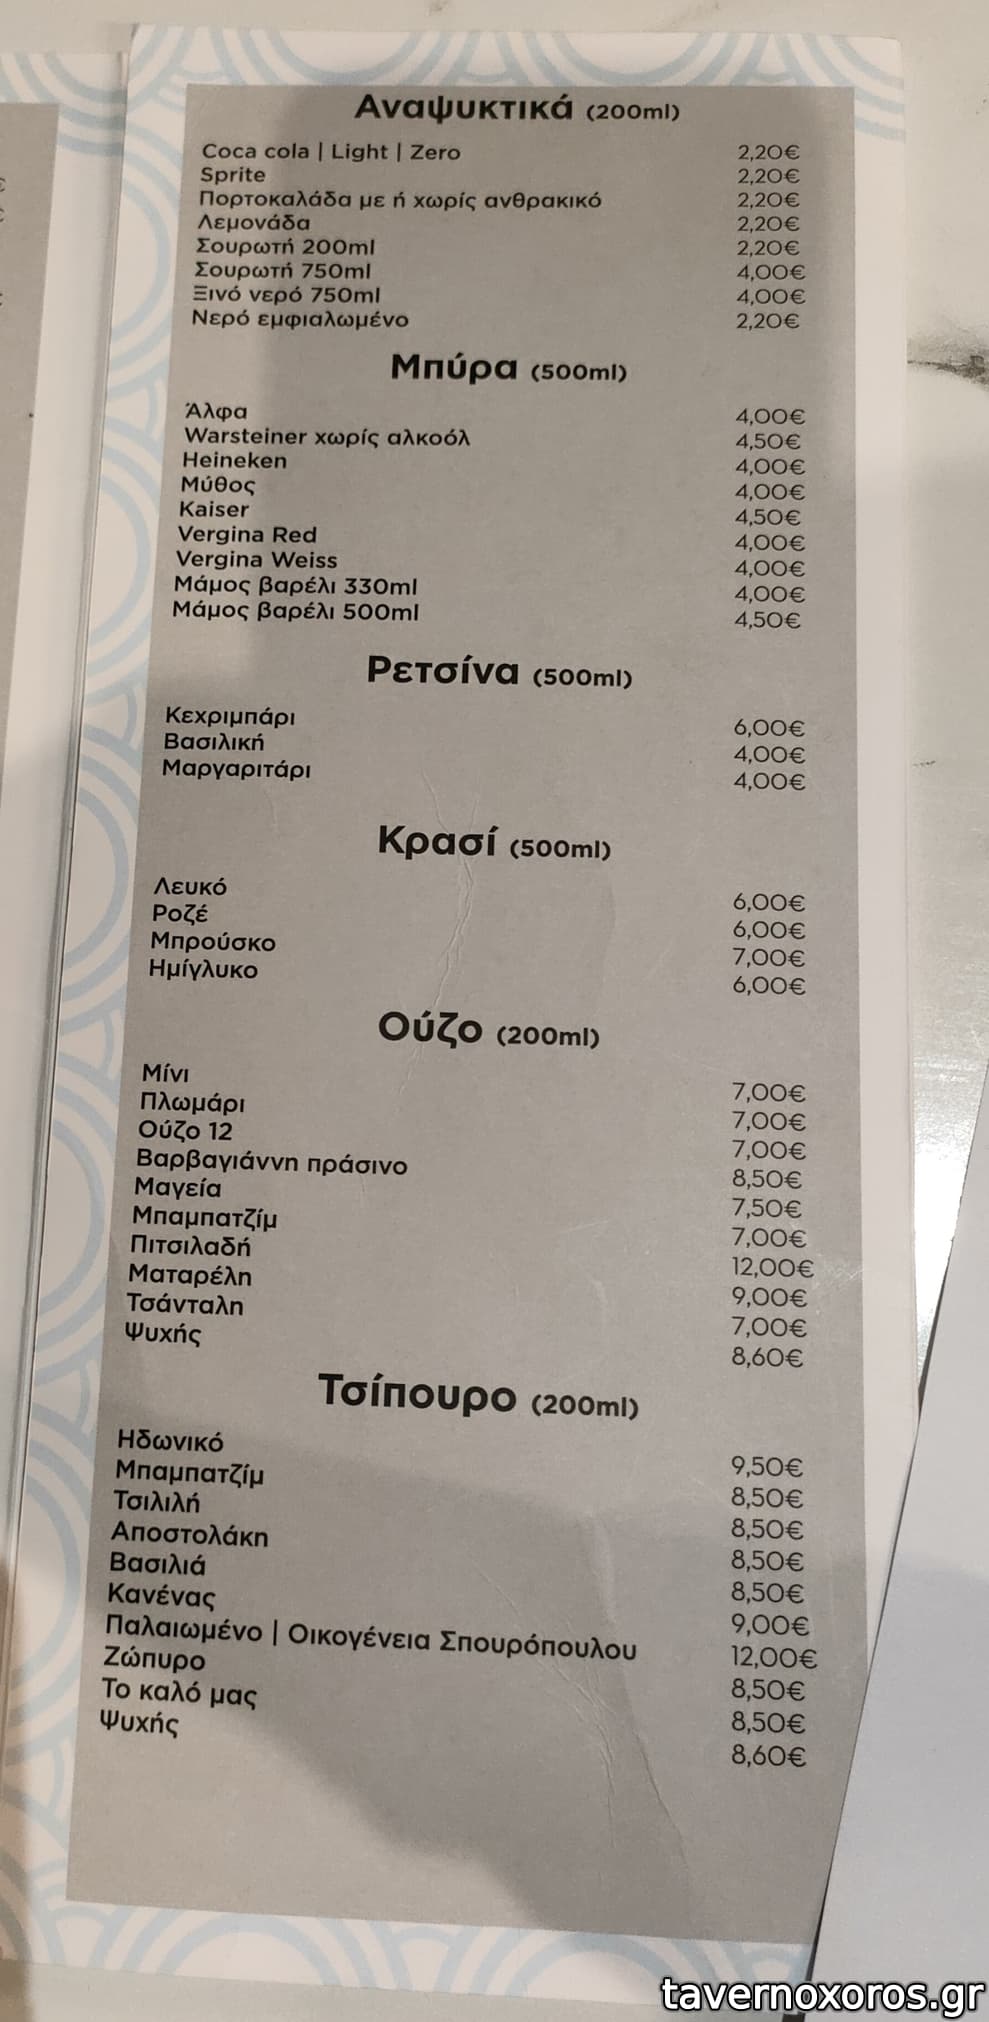 Αναψυκτικά (200ml)
Coca cola | Light | Zero 2,20€
Sprite 2,20€
Πορτοκαλάδα με ή χωρίς ανθρακικό 2,20€
Λεμονάδα 2,20€
Σουρωτή 200ml 2,20€
Σουρωτή 750ml 4,00€
Ξινό νερό 750ml 4,00€
Νερό εμφιαλωμένο 2,20€
Μπύρα (500ml)
Άλφα 4,00€
Warsteiner χωρίς αλκοόλ 4,50€
Heineken 4,00€
Μύθος 4,00€
Kaiser 4,50€
Vergina Red 4,00€
Vergina Weiss 4,00€
Μάμος βαρέλι 330ml 4,00€
Μάμος βαρέλι 500ml 4,50€
Ρετσίνα (500ml)
Κεχριμπάρι 6,00€
Βασιλική 4,00€
Μαργαριτάρι 4,00€
Κρασί (500ml)
Λευκό 6,00€
Ροζέ 6,00€
Μπρούσκο 7,00€
Ημίγλυκο 6,00€
Ούζο (200ml)
Μίνι 7,00€
Πλωμάρι 7,00€
Ούζο 12 7,00€
Βαρβαγιάννη πράσινο 8,50€
Μαγεία 7,50€
Μπαμπατζίμ 7,00€
Πιτσιλαδή 12,00€
Ματαρέλη 9,00€
Τσάνταλη 7,00€
Ψυχής 8,60€
Τσίπουρο (200ml)
Ηδωνικό 9,50€
Μπαμπατζίμ 8,50€
Τσιλιλή 8,50€
Αποστολάκη 8,50€
Βασιλιά 8,50€
Κανένας 9,00€
Παλαιωμένο | Οικογένεια Σπουρόπουλου 12,00€
Ζώπυρο 8,50€
Το καλό μας 8,50€
Ψυχής 8,60€
tavernoxoros.gr